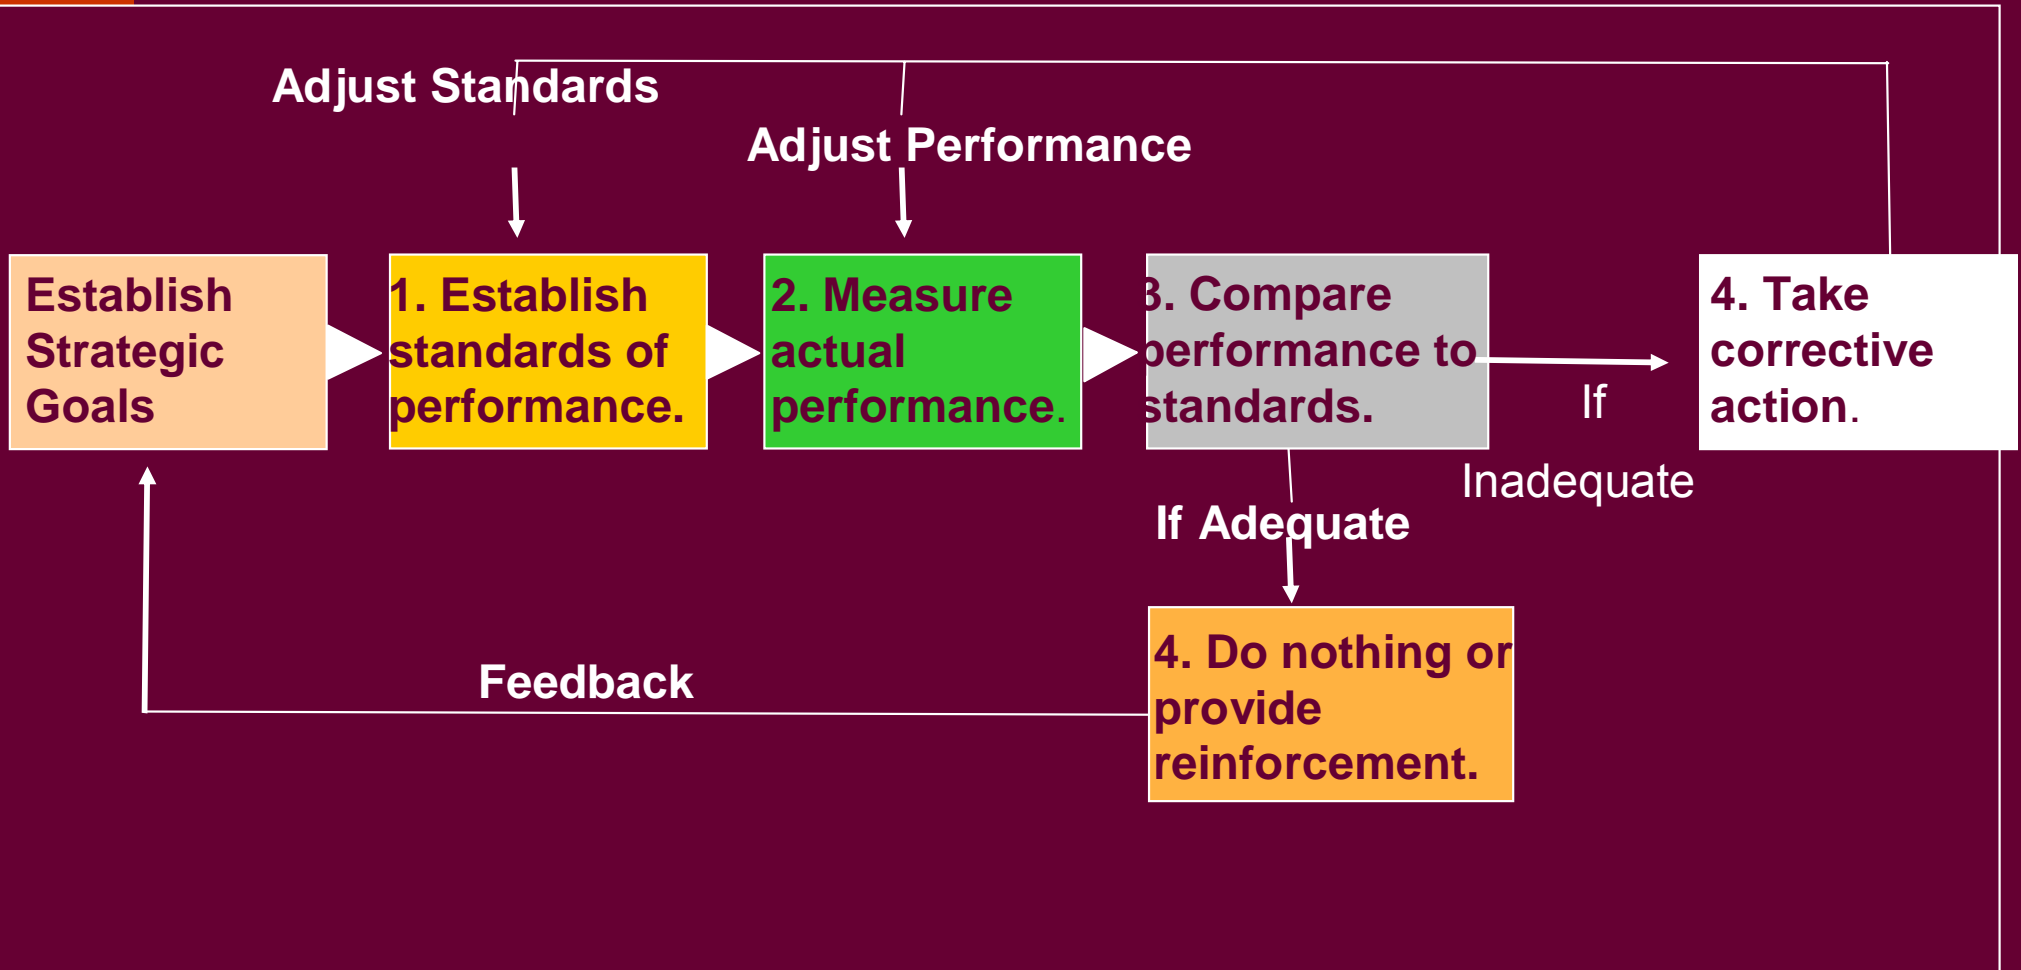 Adjust Standards
Adjust Performance
Establish
Strategic
Goals
1. Establish
standards of
performance.
2. Measure
actual
performance.
3. Compare
performance to
standards.
If
Inadequate
4. Take
corrective
action.
If Adequate
4. Do nothing or
provide
reinforcement.
Feedback